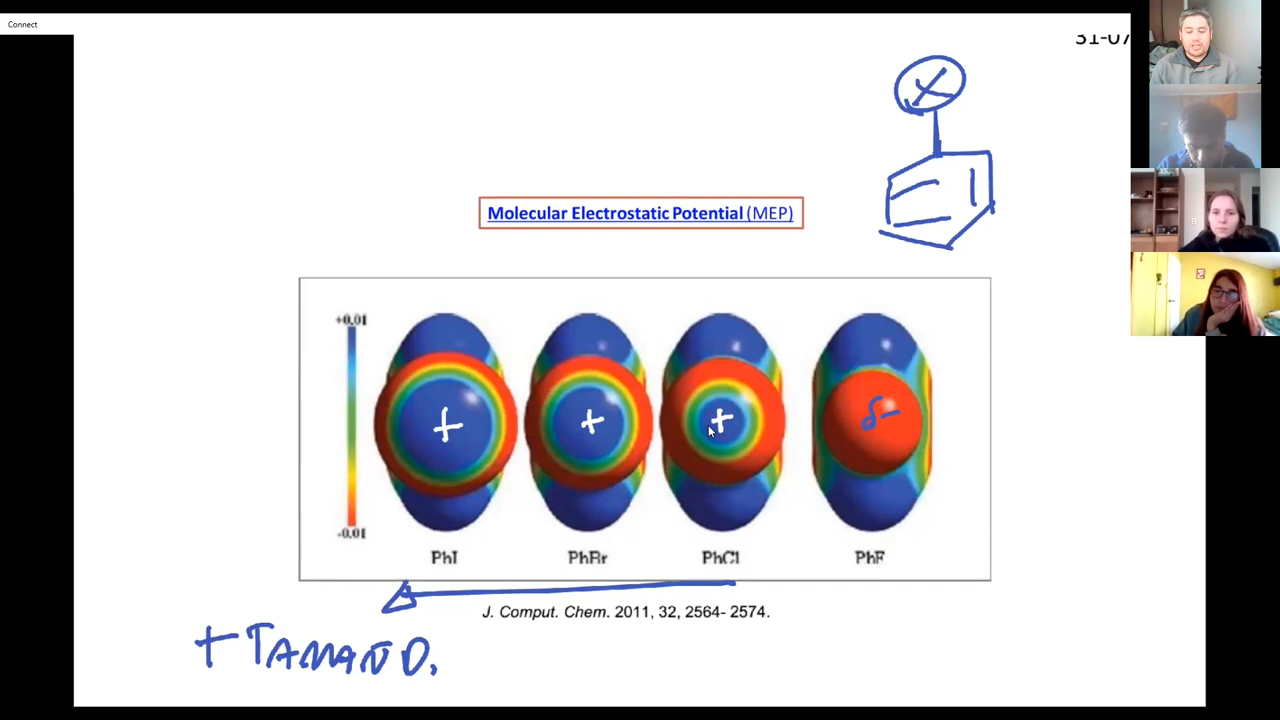 Connect
31-07
X
Molecular Electrostatic Potential (MEP)
+0.01
-0.01
+ + + δ-
PhI PhBr PhCl PhF
J. Comput. Chem. 2011, 32, 2564- 2574.
+ TAMAÑO,